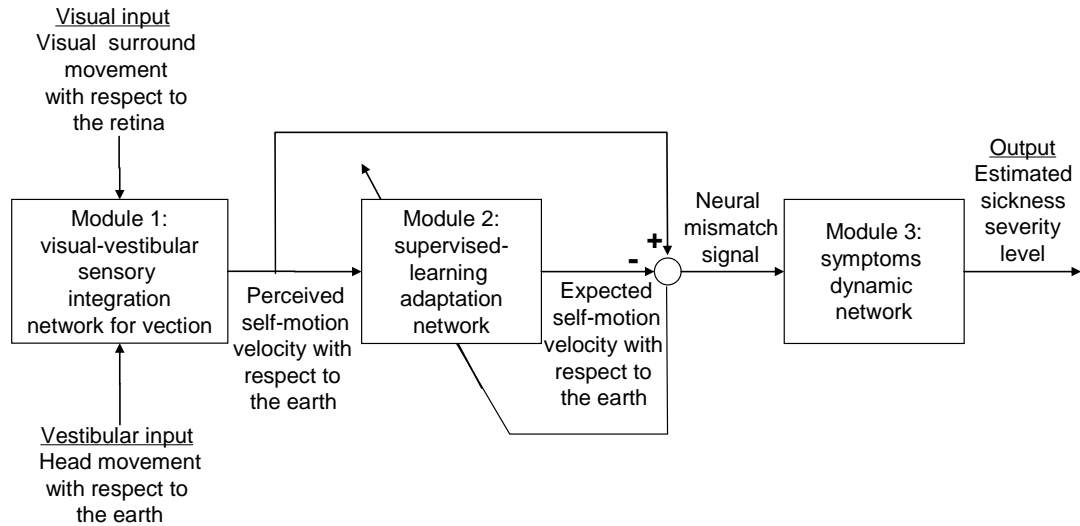 Visual input
Visual surround
movement
with respect to
the retina
Module 1:
visual-vestibular
sensory
integration
network for vection
Vestibular input
Head movement
with respect to
the earth
Perceived
self-motion
velocity with
respect to
the earth
Module 2:
supervised-
learning
adaptation
network
Expected
self-motion
velocity with
respect to
the earth
+
-
Neural
mismatch
signal
Module 3:
symptoms
dynamic
network
Output
Estimated
sickness
severity
level